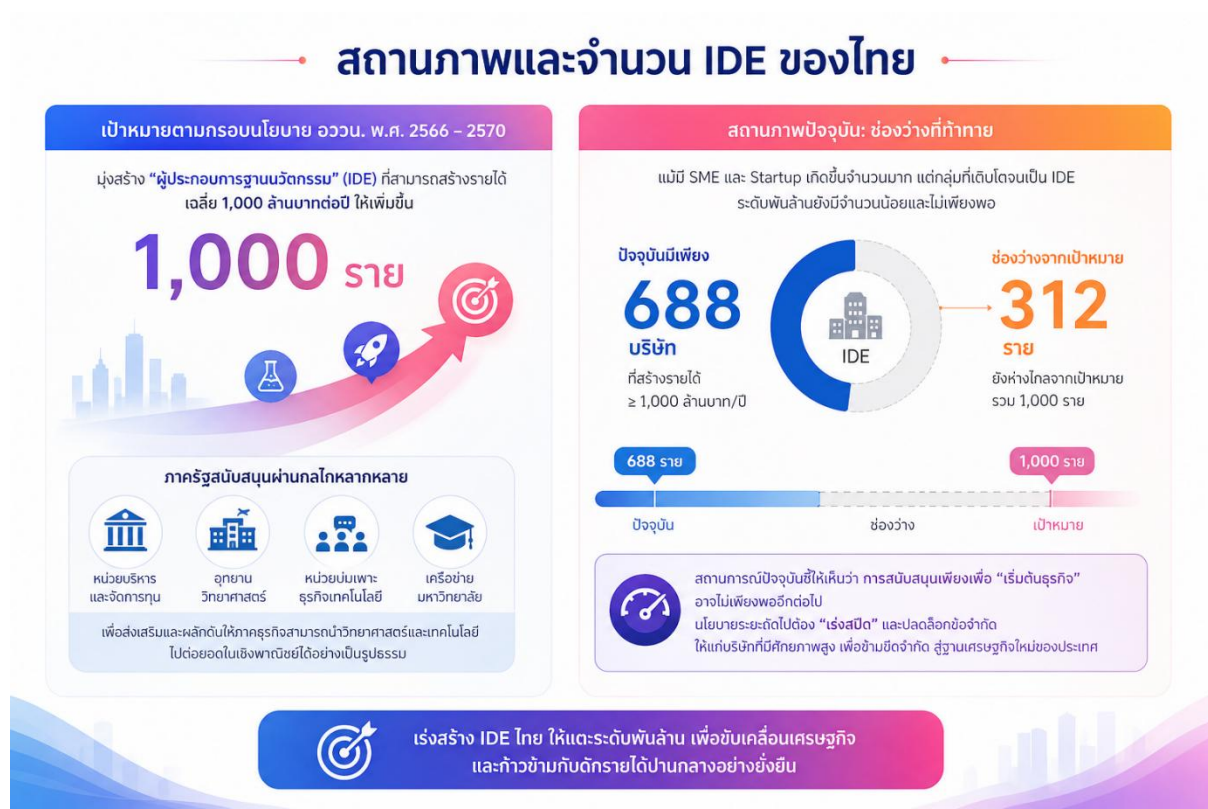 สถานภาพและจำนวน IDE ของไทย
เป้าหมายตามกรอบนโยบาย อววน. พ.ศ. 2566 – 2570
มุ่งสร้าง “ผู้ประกอบการฐานนวัตกรรม” (IDE) ที่สามารถสร้างรายได้
เฉลี่ย 1,000 ล้านบาทต่อปี ให้เพิ่มขึ้น
1,000 ราย
ภาครัฐสนับสนุนผ่านกลไกหลากหลาย
หน่วยบริหาร
และจัดการทุน
อุทยาน
วิทยาศาสตร์
หน่วยบ่มเพาะ
ธุรกิจเทคโนโลยี
เครือข่าย
มหาวิทยาลัย
เพื่อส่งเสริมและผลักดันให้ภาคธุรกิจสามารถนำวิทยาศาสตร์และเทคโนโลยี
ไปต่อยอดในเชิงพาณิชย์ได้อย่างเป็นรูปธรรม
สถานภาพปัจจุบัน: ช่องว่างที่ท้าทาย
แม้มี SME และ Startup เกิดขึ้นจำนวนมาก แต่กลุ่มที่เติบโตจนเป็น IDE
ระดับพันล้านยังมีจำนวนน้อยและไม่เพียงพอ
ปัจจุบันมีเพียง
688
บริษัท
ที่สร้างรายได้
≥ 1,000 ล้านบาท/ปี
IDE
ช่องว่างจากเป้าหมาย
312
ราย
ยังห่างไกลจากเป้าหมาย
รวม 1,000 ราย
688 ราย
1,000 ราย
ปัจจุบัน
ช่องว่าง
เป้าหมาย
สถานการณ์ปัจจุบันชี้ให้เห็นว่า การสนับสนุนเพียงเพื่อ “เริ่มต้นธุรกิจ”
อาจไม่เพียงพออีกต่อไป
นโยบายระยะถัดไปต้อง “เร่งสปีด” และปลดล็อกข้อจำกัด
ให้แก่บริษัทที่มีศักยภาพสูง เพื่อข้ามขีดจำกัด สู่ฐานเศรษฐกิจใหม่ของประเทศ
เร่งสร้าง IDE ไทย ให้แตะระดับพันล้าน เพื่อขับเคลื่อนเศรษฐกิจ
และก้าวข้ามกับดักรายได้ปานกลางอย่างยั่งยืน